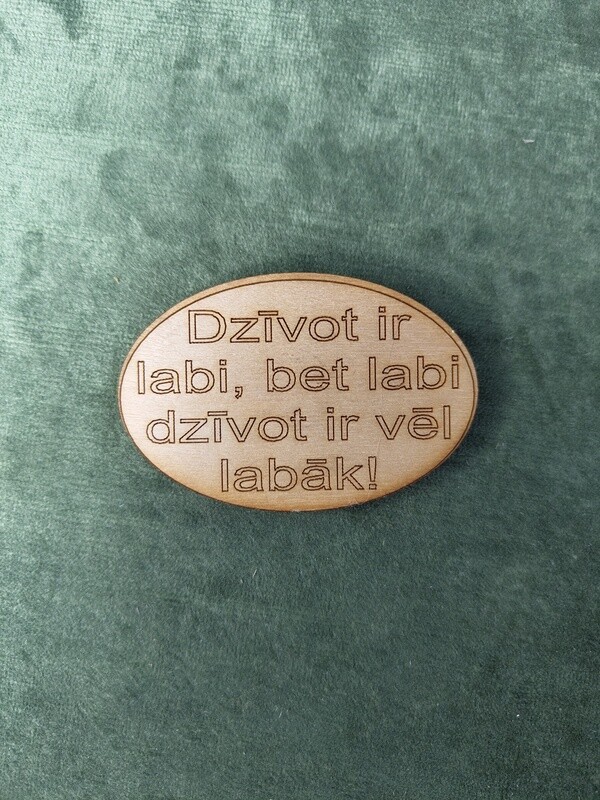 Dzīvot ir
labi, bet labi
dzīvot ir vēl
labāk!